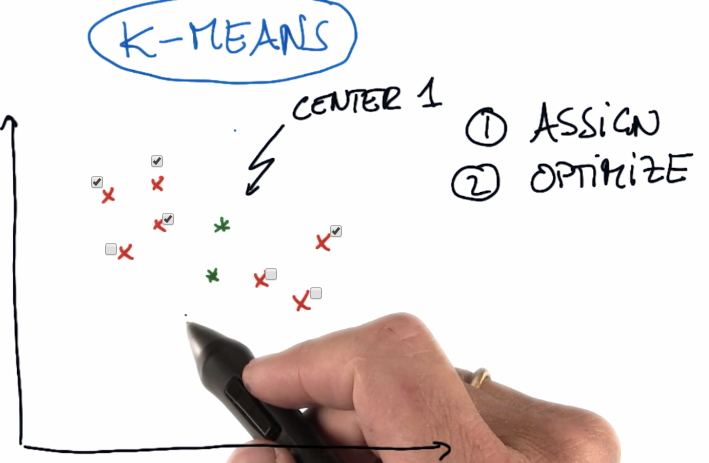 K-MEANS
CENTER 1
① ASSIGN
② OPTIMIZE